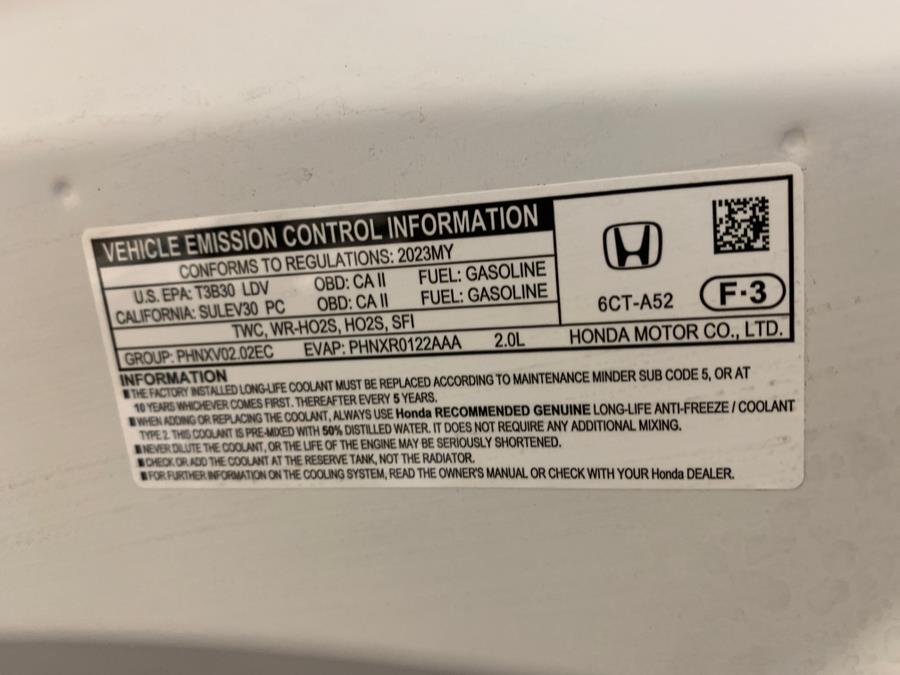 VEHICLE EMISSION CONTROL INFORMATION
CONFORMS TO REGULATIONS: 2023MY
U.S. EPA: T3B30 LDV OBD: CA II FUEL: GASOLINE
CALIFORNIA: SULEV30 PC OBD: CA II FUEL: GASOLINE
TWC, WR-HO2S, HO2S, SFI
GROUP: PHNXV02.02EC EVAP: PHNXR0122AAA 2.0L
6CT-A52 F·3
HONDA MOTOR CO., LTD.
INFORMATION
■THE FACTORY INSTALLED LONG-LIFE COOLANT MUST BE REPLACED ACCORDING TO MAINTENANCE MINDER SUB CODE 5, OR AT
10 YEARS WHICHEVER COMES FIRST. THEREAFTER EVERY 5 YEARS.
■WHEN ADDING OR REPLACING THE COOLANT, ALWAYS USE Honda RECOMMENDED GENUINE LONG-LIFE ANTI-FREEZE / COOLANT
TYPE 2. THIS COOLANT IS PRE-MIXED WITH 50% DISTILLED WATER. IT DOES NOT REQUIRE ANY ADDITIONAL MIXING.
■NEVER DILUTE THE COOLANT, OR THE LIFE OF THE ENGINE MAY BE SERIOUSLY SHORTENED.
■CHECK OR ADD THE COOLANT AT THE RESERVE TANK, NOT THE RADIATOR.
■FOR FURTHER INFORMATION ON THE COOLING SYSTEM, READ THE OWNER'S MANUAL OR CHECK WITH YOUR Honda DEALER.